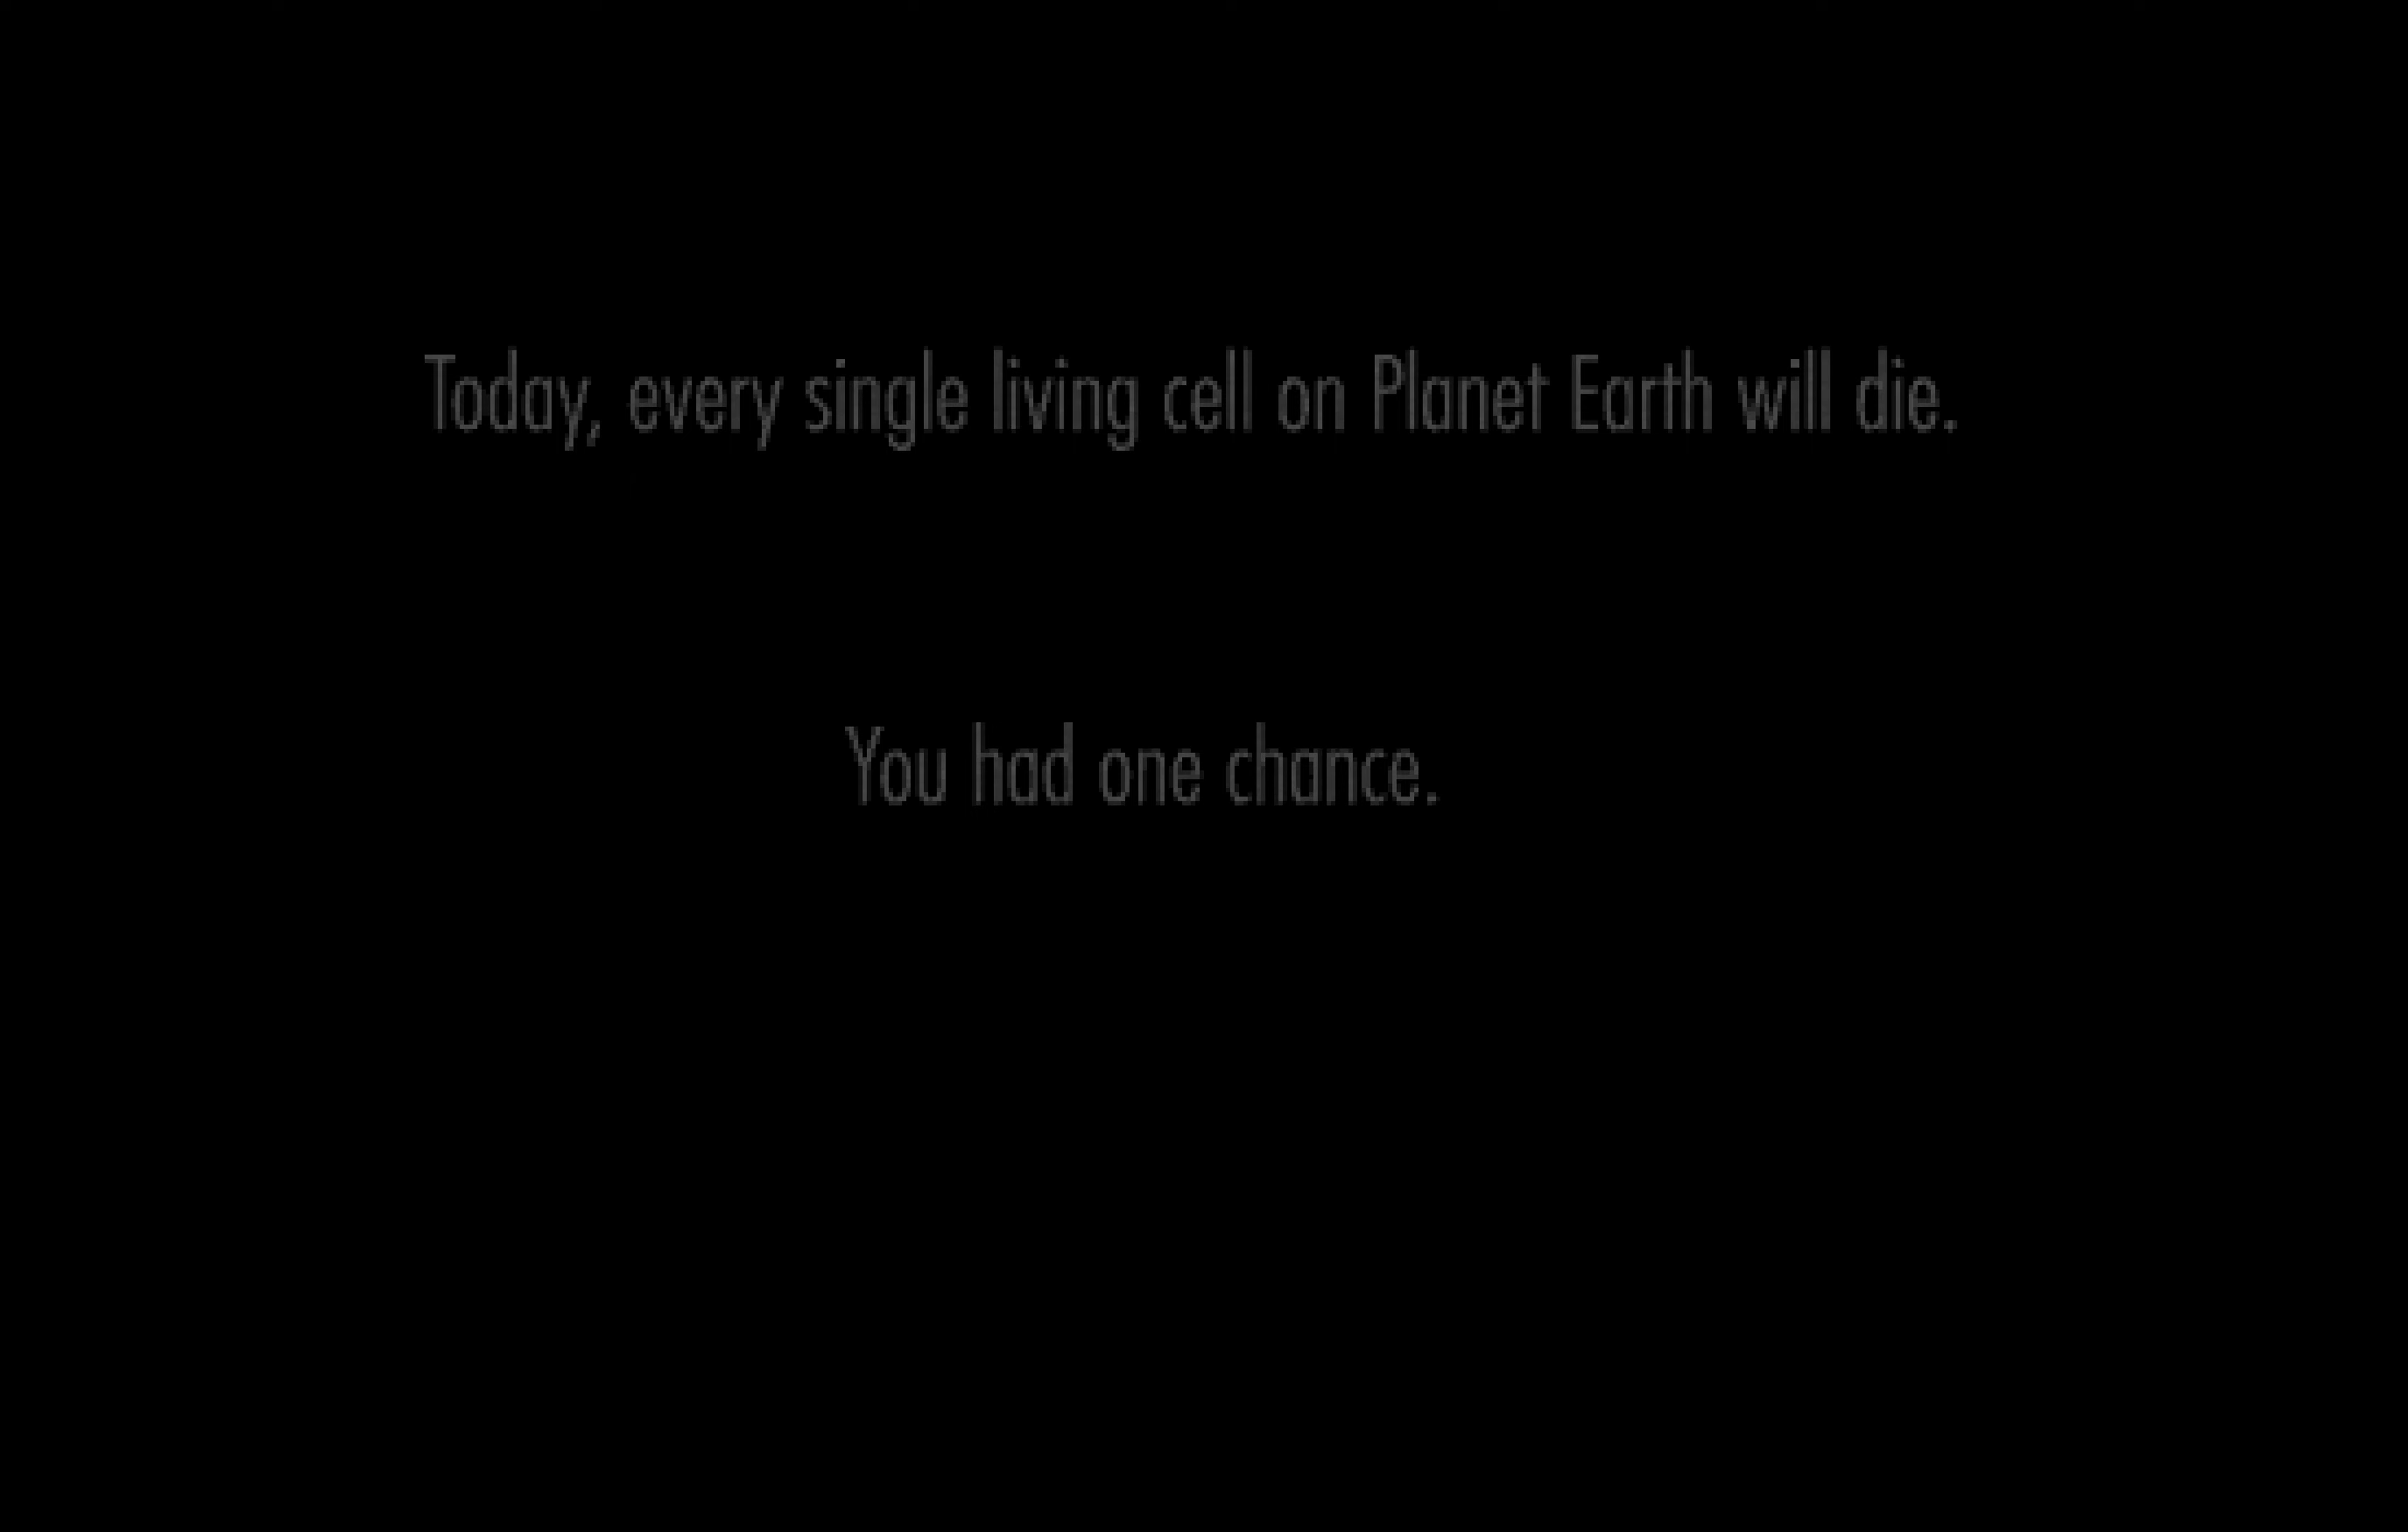 Today, every single living cell on Planet Earth will die.
You had one chance.